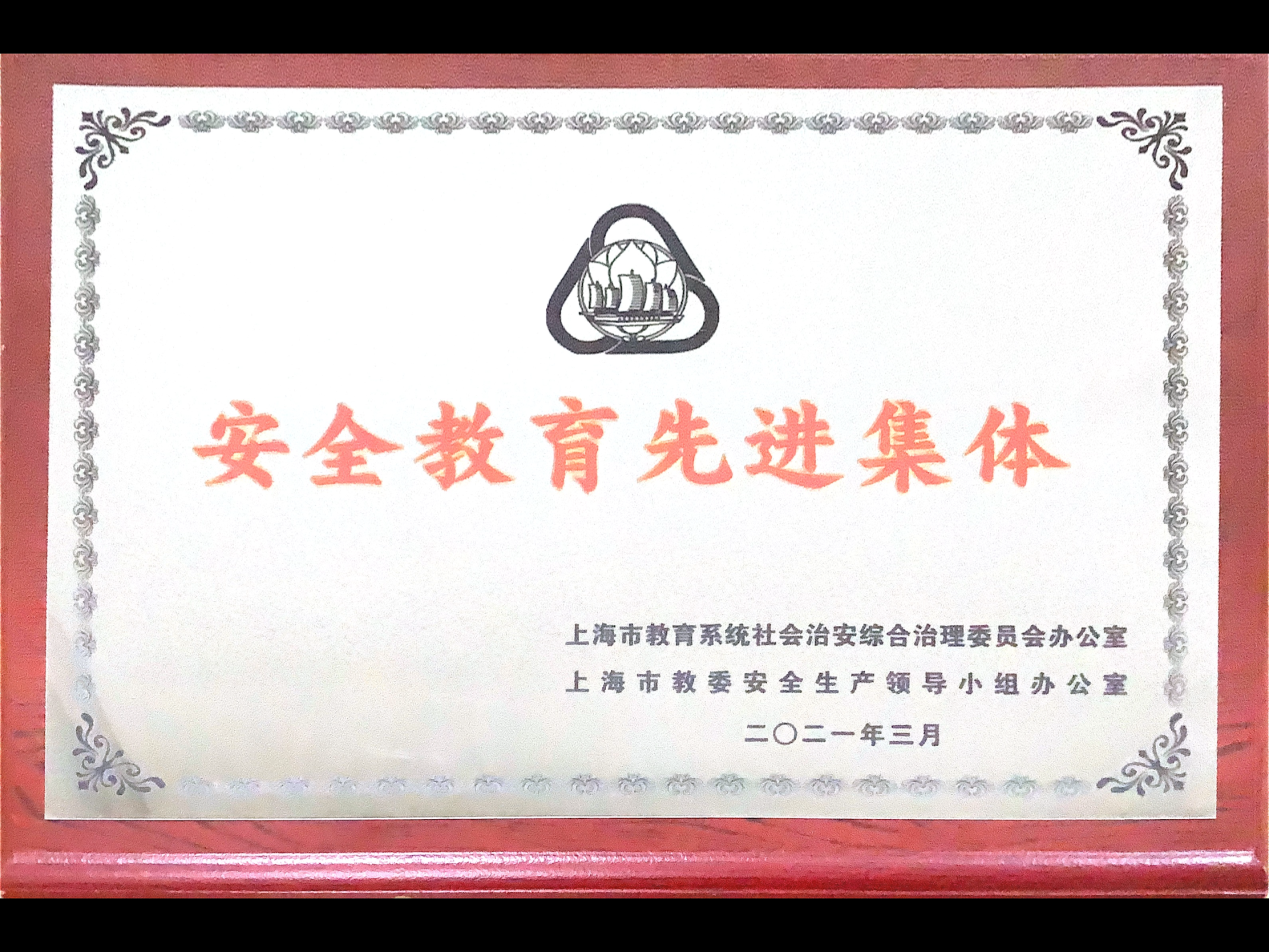 安全教育先进集体
上海市教育系统社会治安综合治理委员会办公室
上海市教委安全生产领导小组办公室
二〇二一年三月